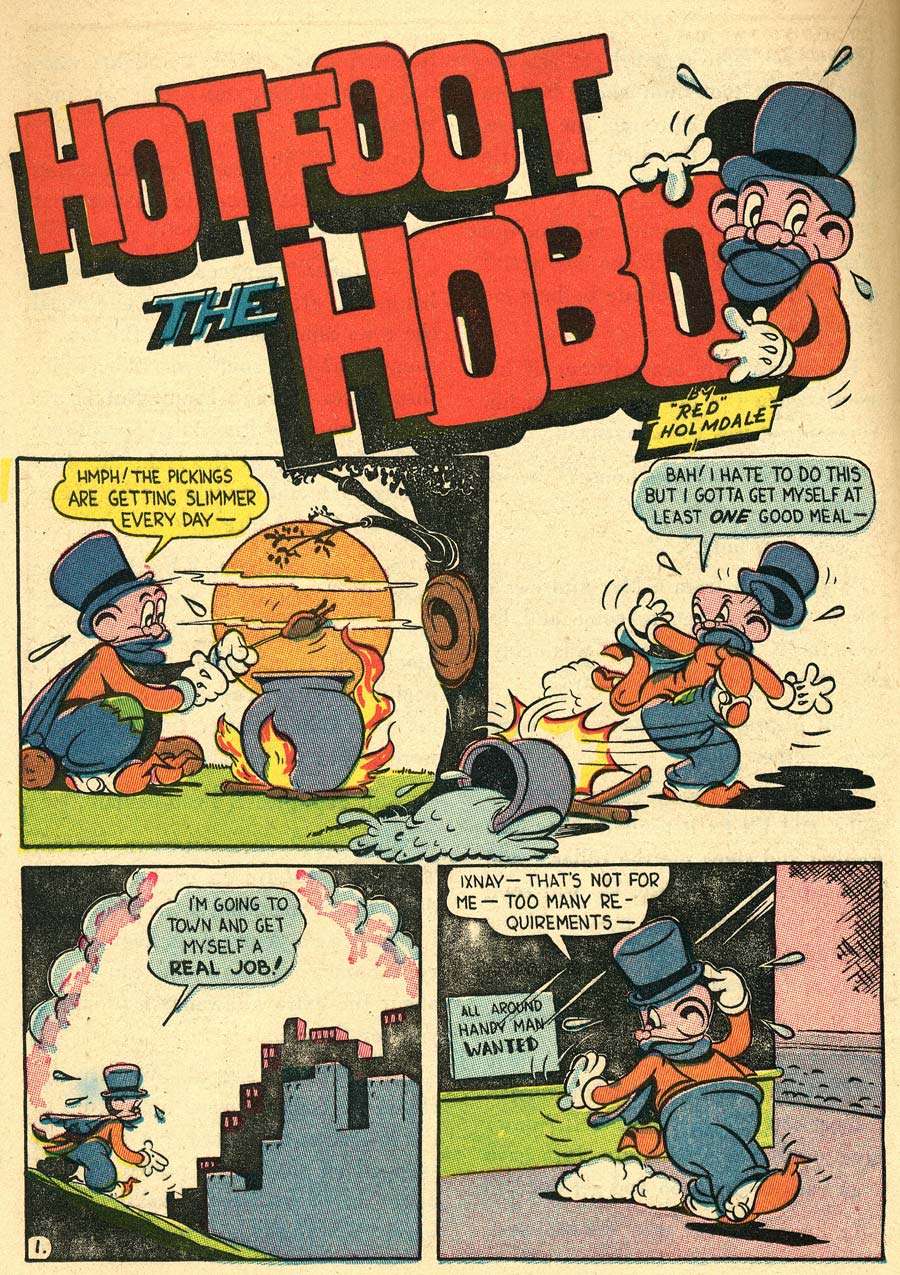 HOTFOOT
THE
HOBO
BY
"RED"
HOLMDALE
HMPH! THE PICKINGS
ARE GETTING SLIMMER
EVERY DAY—
BAH! I HATE TO DO THIS
BUT I GOTTA GET MYSELF AT
LEAST ONE GOOD MEAL—
I'M GOING TO
TOWN AND GET
MYSELF A
REAL JOB!
1.
IXNAY— THAT'S NOT FOR
ME— TOO MANY RE-
QUIREMENTS—
ALL AROUND
HANDY MAN
WANTED